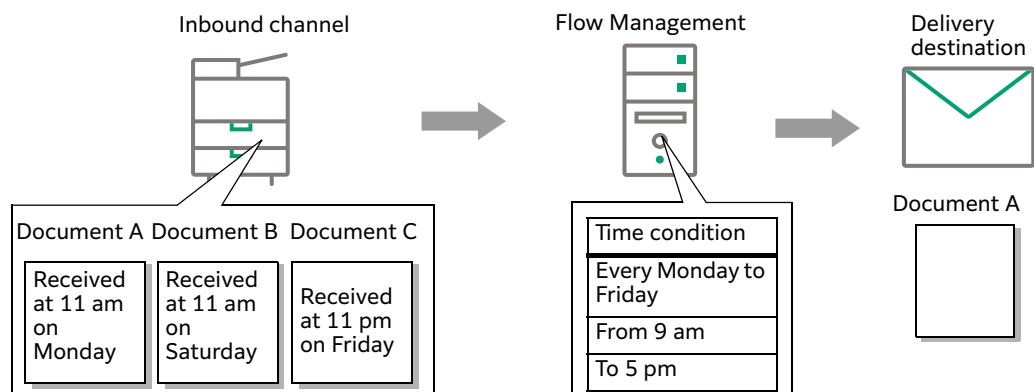 Inbound channel
Flow Management
Delivery
destination
Document A Document B Document C
Received
at 11 am
on
Monday
Received
at 11 am
on
Saturday
Received
at 11 pm
on Friday
Time condition
Every Monday to
Friday
From 9 am
To 5 pm
Document A